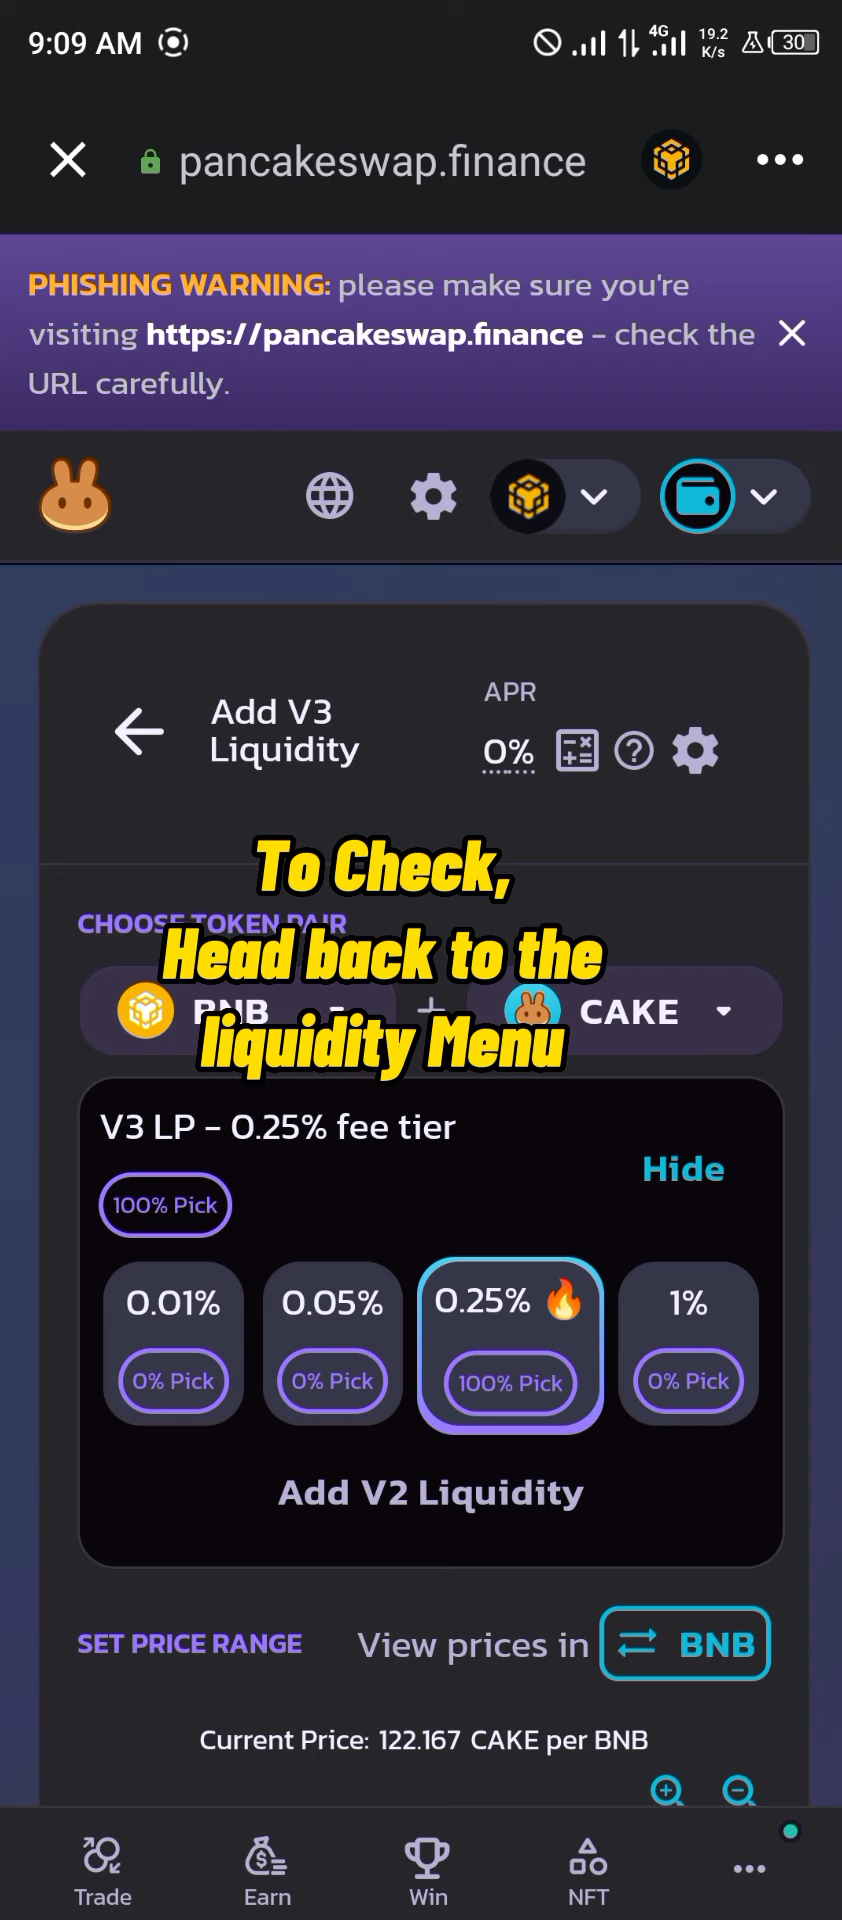 9:09 AM
4G
19.2
K/s
30
pancakeswap.finance
PHISHING WARNING: please make sure you're
visiting https://pancakeswap.finance - check the
URL carefully.
Add V3
Liquidity
APR
0%
To Check,
CHOOSE TOKEN PAIR
Head back to the
BNB
CAKE
liquidity Menu
V3 LP - 0.25% fee tier
Hide
100% Pick
0.01%
0.05%
0.25%
1%
0% Pick
0% Pick
100% Pick
0% Pick
Add V2 Liquidity
SET PRICE RANGE
View prices in
BNB
Current Price: 122.167 CAKE per BNB
Trade
Earn
Win
NFT